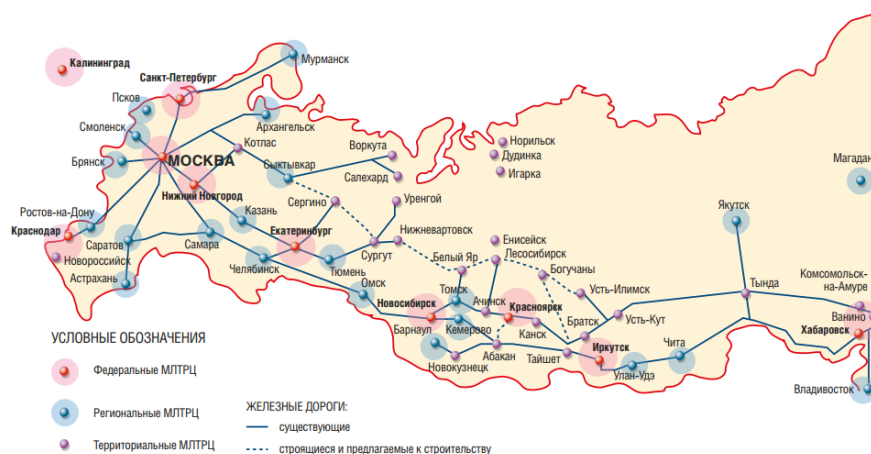 Калининград
Мурманск
Санкт-Петербург
Псков
Смоленск
Архангельск
Котлас
Брянск
МОСКВА
Воркута
Норильск
Дудинка
Сыктывкар
Салехард
Игарка
Магадан
Нижний Новгород
Сергино
Уренгой
Якутск
Ростов-на-Дону
Казань
Краснодар
Екатеринбург
Нижневартовск
Енисейск
Саратов
Самара
Сургут
Лесосибирск
Новороссийск
Белый Яр
Богучаны
Астрахань
Челябинск
Тюмень
Комсомольск-
на-Амуре
Омск
Томск
Усть-Илимск
Тында
Новосибирск
Ачинск
Красноярск
Ванино
Барнаул
Кемерово
Канск
Братск
Усть-Кут
Хабаровск
УСЛОВНЫЕ ОБОЗНАЧЕНИЯ
Абакан
Тайшет
Иркутск
Чита
Новокузнецк
Улан-Удэ
Федеральные МЛТРЦ
Владивосток
Региональные МЛТРЦ
ЖЕЛЕЗНЫЕ ДОРОГИ:
существующие
Территориальные МЛТРЦ
строящиеся и предлагаемые к строительству